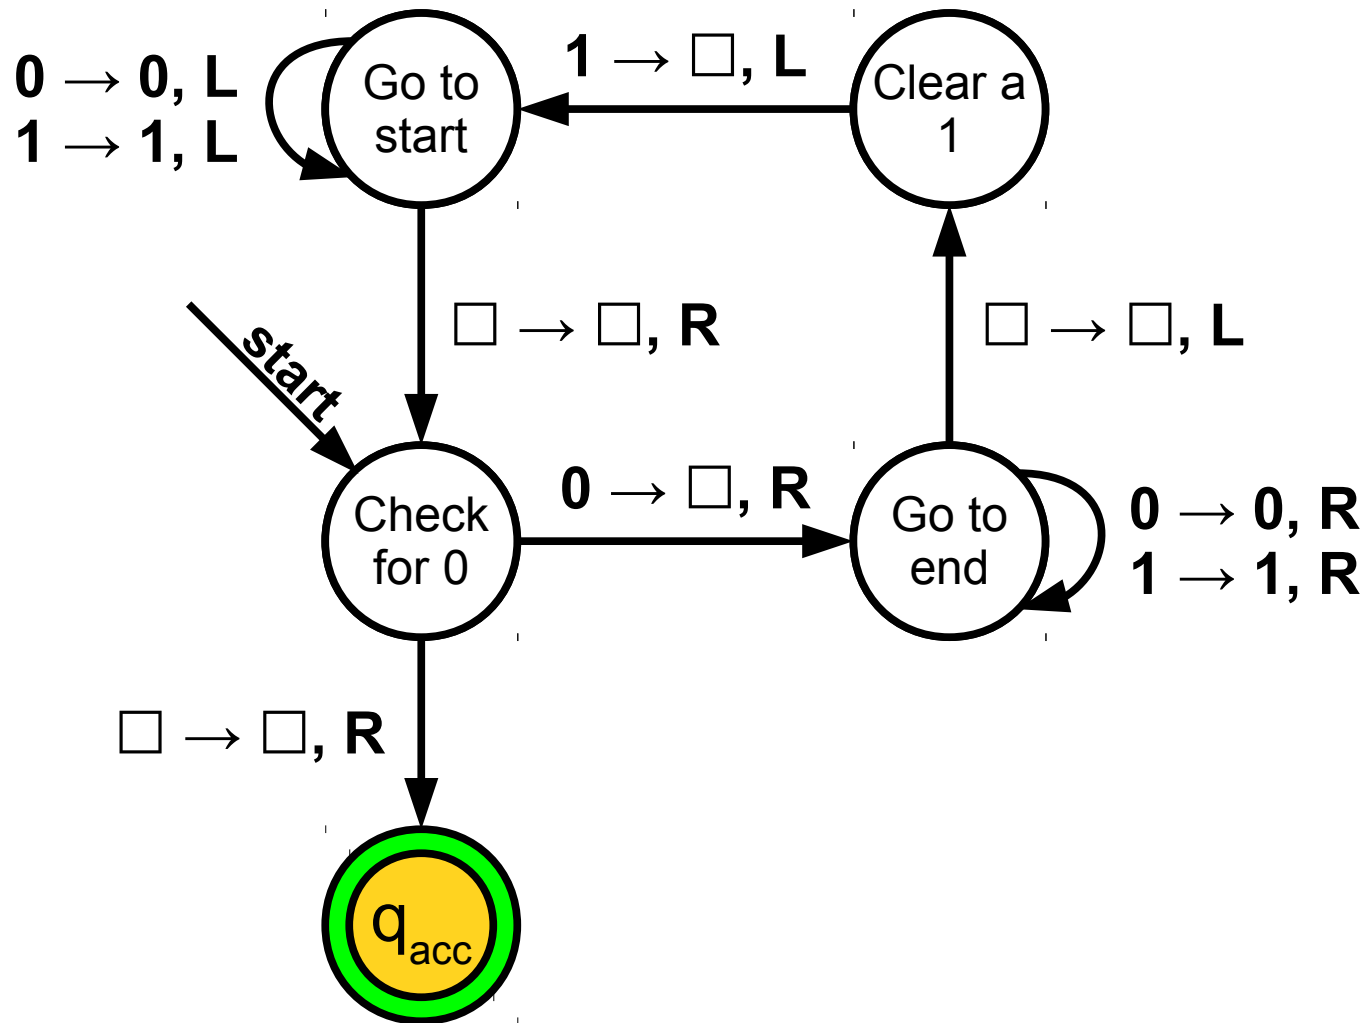 0 → 0, L
1 → 1, L
Go to
start
1 → □, L
Clear a
1
□ → □, R
□ → □, L
start
Check
for 0
0 → □, R
Go to
end
0 → 0, R
1 → 1, R
□ → □, R
qacc